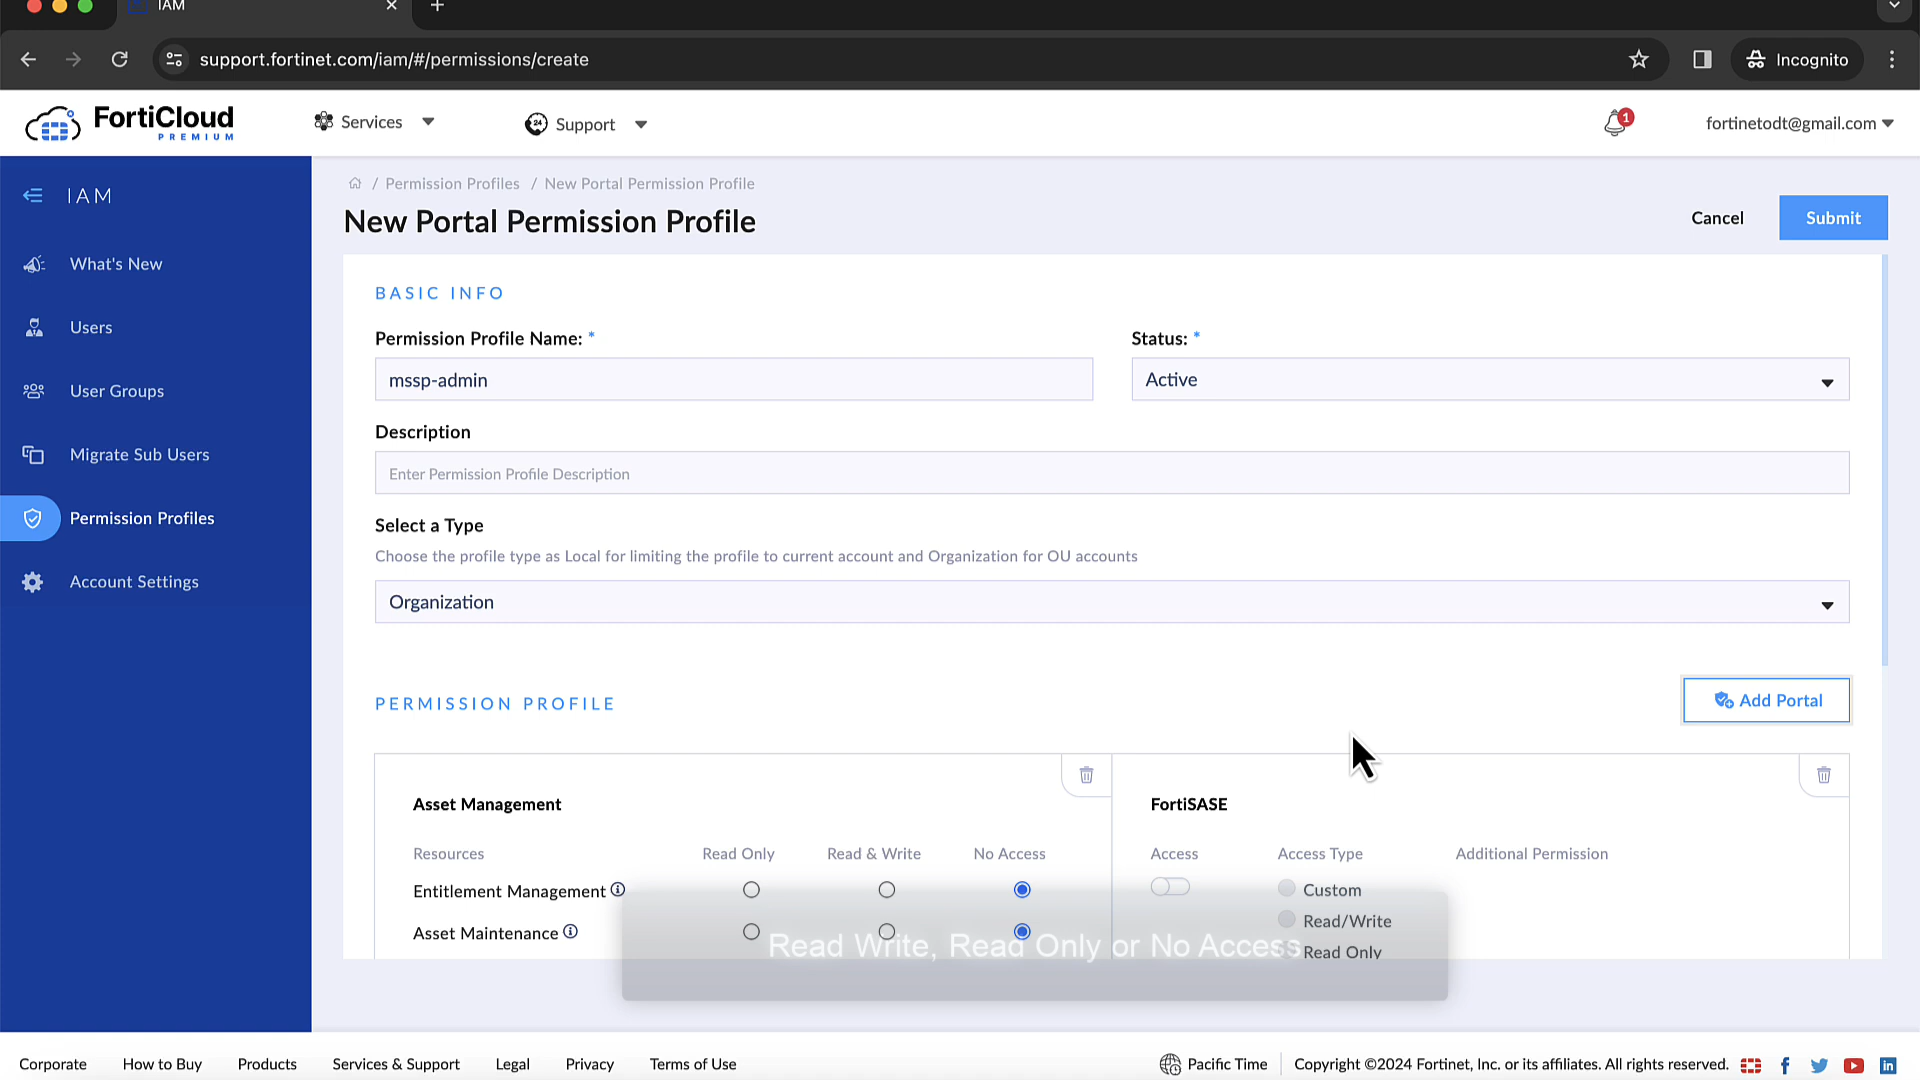 IAM
support.fortinet.com/iam/#/permissions/create
Incognito
FortiCloud
PREMIUM
Services
24
Support
1
fortinetodt@gmail.com
IAM
What's New
Users
User Groups
Migrate Sub Users
Permission Profiles
Account Settings
/ Permission Profiles / New Portal Permission Profile
New Portal Permission Profile
Cancel
Submit
BASIC INFO
Permission Profile Name: *
Status: *
mssp-admin
Active
Description
Enter Permission Profile Description
Select a Type
Choose the profile type as Local for limiting the profile to current account and Organization for OU accounts
Organization
PERMISSION PROFILE
Add Portal
Asset Management
Resources Read Only Read & Write No Access
Entitlement Management
Asset Maintenance
FortiSASE
Access Access Type Additional Permission
Custom
Read/Write
Read Only
Read Write, Read Only or No Access
Corporate How to Buy Products Services & Support Legal Privacy Terms of Use
Pacific Time
Copyright ©2024 Fortinet, Inc. or its affiliates. All rights reserved.